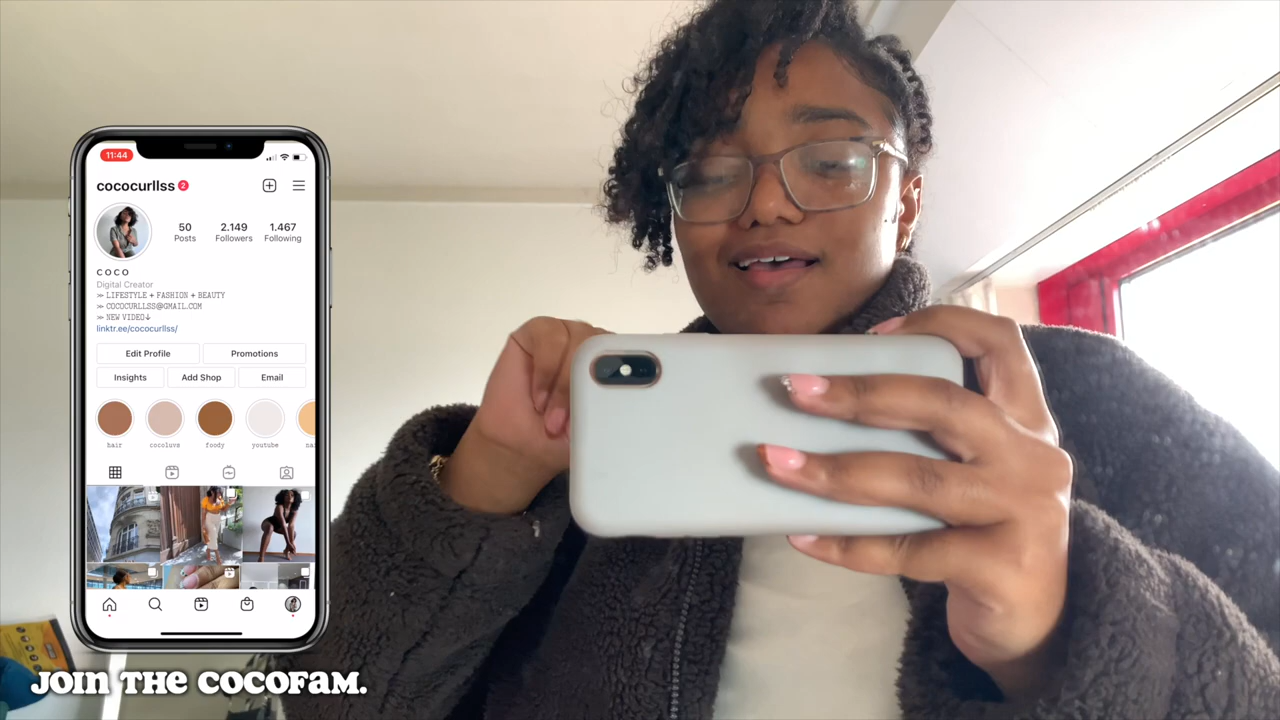 11:44
cococurllss 2
50 2.149 1.467
Posts Followers Following
COCO
Digital Creator
>> LIFESTYLE + FASHION + BEAUTY
>> COCOCURLLSS@GMAIL.COM
>> NEW VIDEO↓
linktr.ee/cococurllss/
Edit Profile Promotions
Insights Add Shop Email
hair cocoluvs foody youtube
JOIN THE COCOFAM.